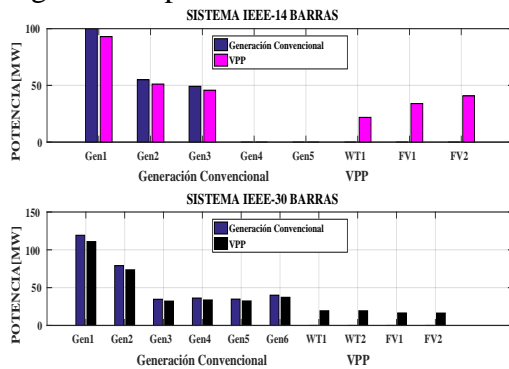 SISTEMA IEEE-14 BARRAS
POTENCIA[MW]
100
50
0
Generación Convencional
VPP
Gen1 Gen2 Gen3 Gen4 Gen5 WT1 FV1 FV2
Generación Convencional VPP
SISTEMA IEEE-30 BARRAS
POTENCIA[MW]
150
100
50
0
Generación Convencional
VPP
Gen1 Gen2 Gen3 Gen4 Gen5 Gen6 WT1 WT2 FV1 FV2
Generación Convencional VPP